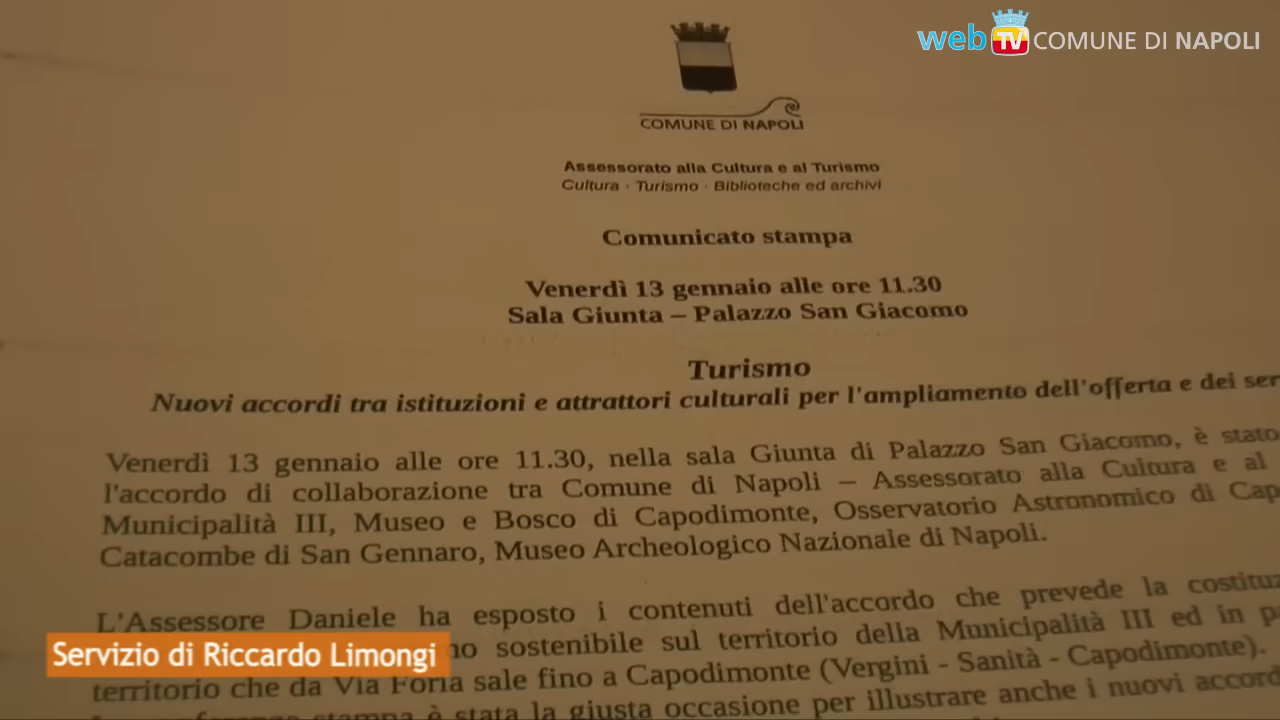 web TV COMUNE DI NAPOLI
COMUNE DI NAPOLI
Assessorato alla Cultura e al Turismo
Cultura · Turismo · Biblioteche ed archivi
Comunicato stampa
Venerdì 13 gennaio alle ore 11.30
Sala Giunta – Palazzo San Giacomo
Turismo
Nuovi accordi tra istituzioni e attrattori culturali per l'ampliamento dell'offerta e dei ser
Venerdì 13 gennaio alle ore 11.30, nella sala Giunta di Palazzo San Giacomo, è stato
l'accordo di collaborazione tra Comune di Napoli – Assessorato alla Cultura e al
Municipalità III, Museo e Bosco di Capodimonte, Osservatorio Astronomico di Cap
Catacombe di San Gennaro, Museo Archeologico Nazionale di Napoli.
L'Assessore Daniele ha esposto i contenuti dell'accordo che prevede la costituz
no sostenibile sul territorio della Municipalità III ed in p
Servizio di Riccardo Limongi
territorio che da Via Foria sale fino a Capodimonte (Vergini - Sanità - Capodimonte).
stampa è stata la giusta occasione per illustrare anche i nuovi accord